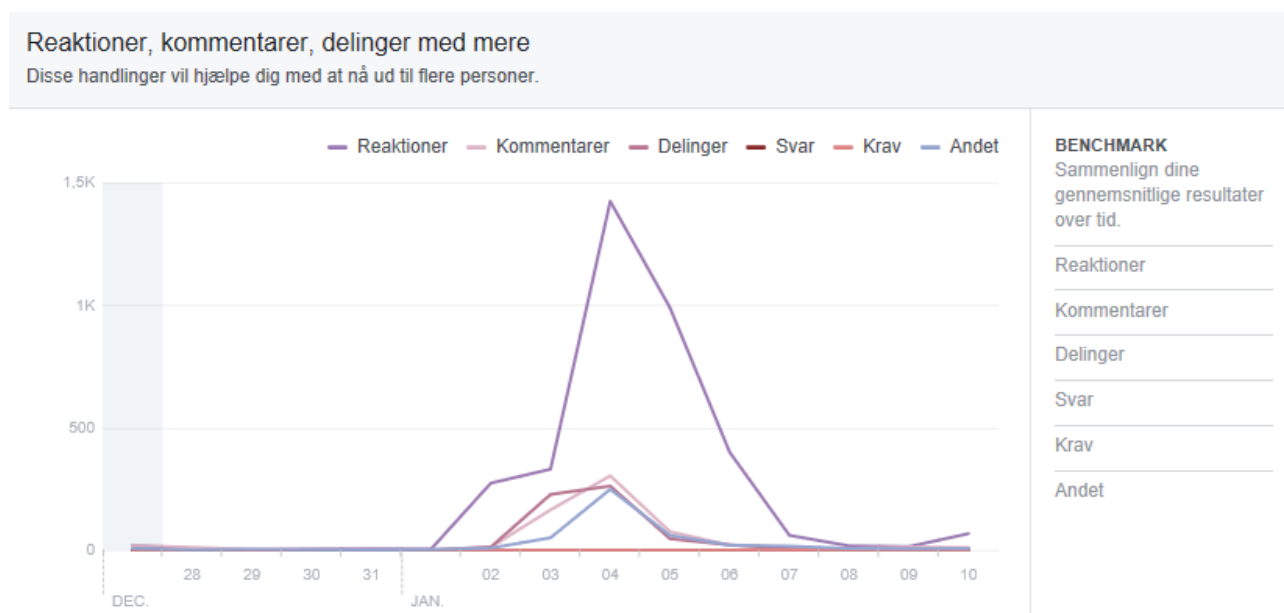 Reaktioner, kommentarer, delinger med mere
Disse handlinger vil hjælpe dig med at nå ud til flere personer.
Reaktioner Kommentarer Delinger Svar Krav Andet
1,5K
1K
500
0
28 29 30 31 02 03 04 05 06 07 08 09 10
DEC. JAN.
BENCHMARK
Sammenlign dine
gennemsnitlige resultater
over tid.
Reaktioner
Kommentarer
Delinger
Svar
Krav
Andet